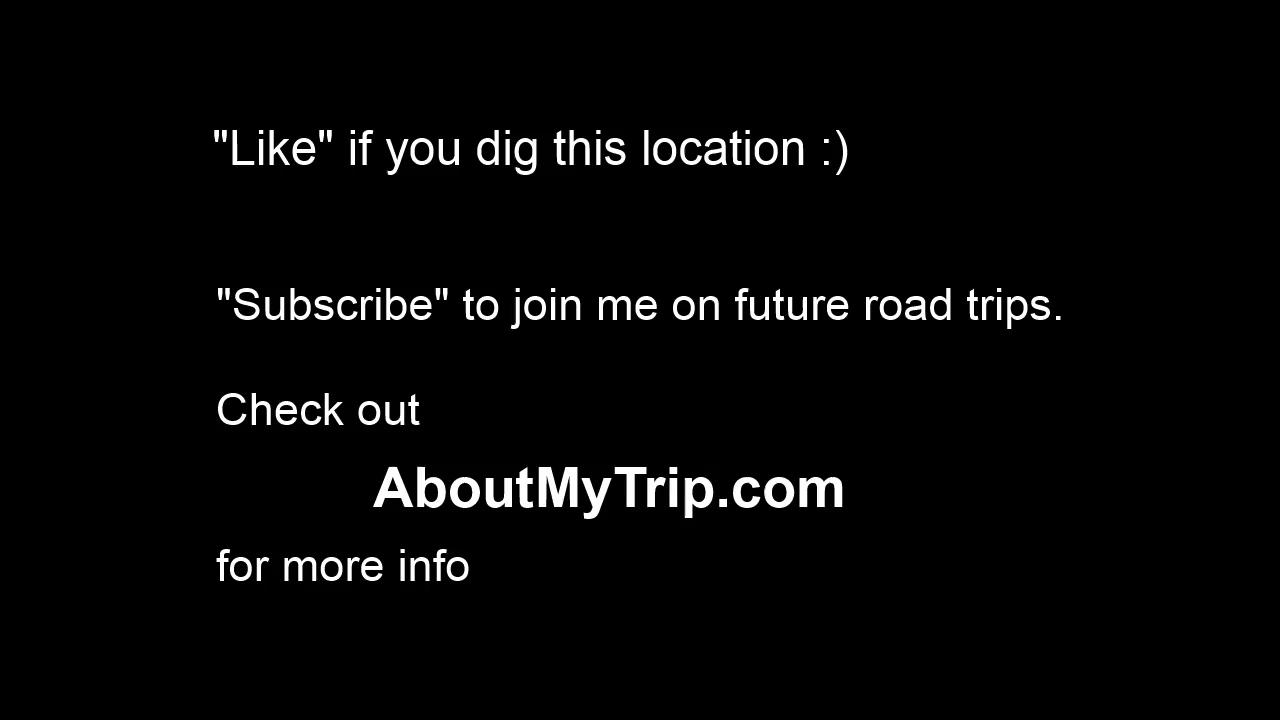 "Like" if you dig this location :)
"Subscribe" to join me on future road trips.
Check out
AboutMyTrip.com
for more info